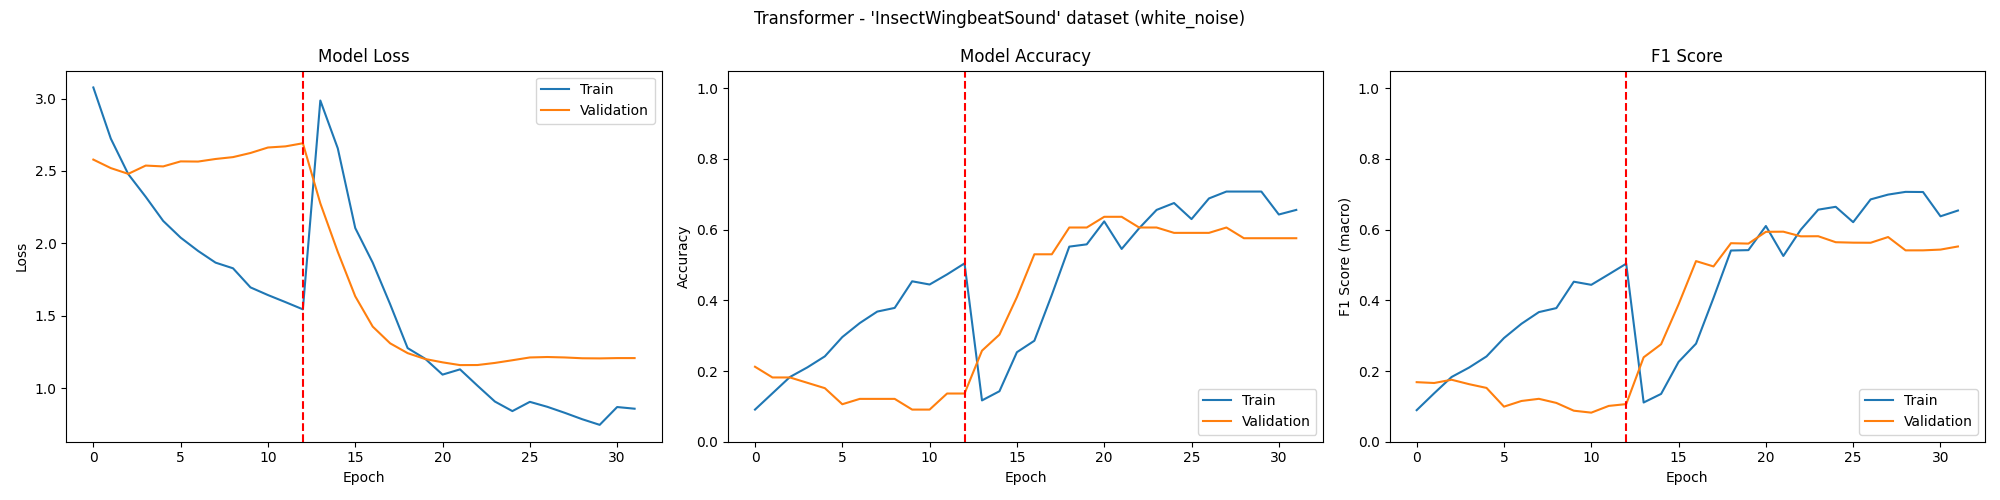 Transformer - 'InsectWingbeatSound' dataset (white_noise)
Model Loss
Loss
3.0
2.5
2.0
1.5
1.0
0 5 10 15 20 25 30
Epoch
Train
Validation
Model Accuracy
Accuracy
1.0
0.8
0.6
0.4
0.2
0.0
0 5 10 15 20 25 30
Epoch
Train
Validation
F1 Score
F1 Score (macro)
1.0
0.8
0.6
0.4
0.2
0.0
0 5 10 15 20 25 30
Epoch
Train
Validation